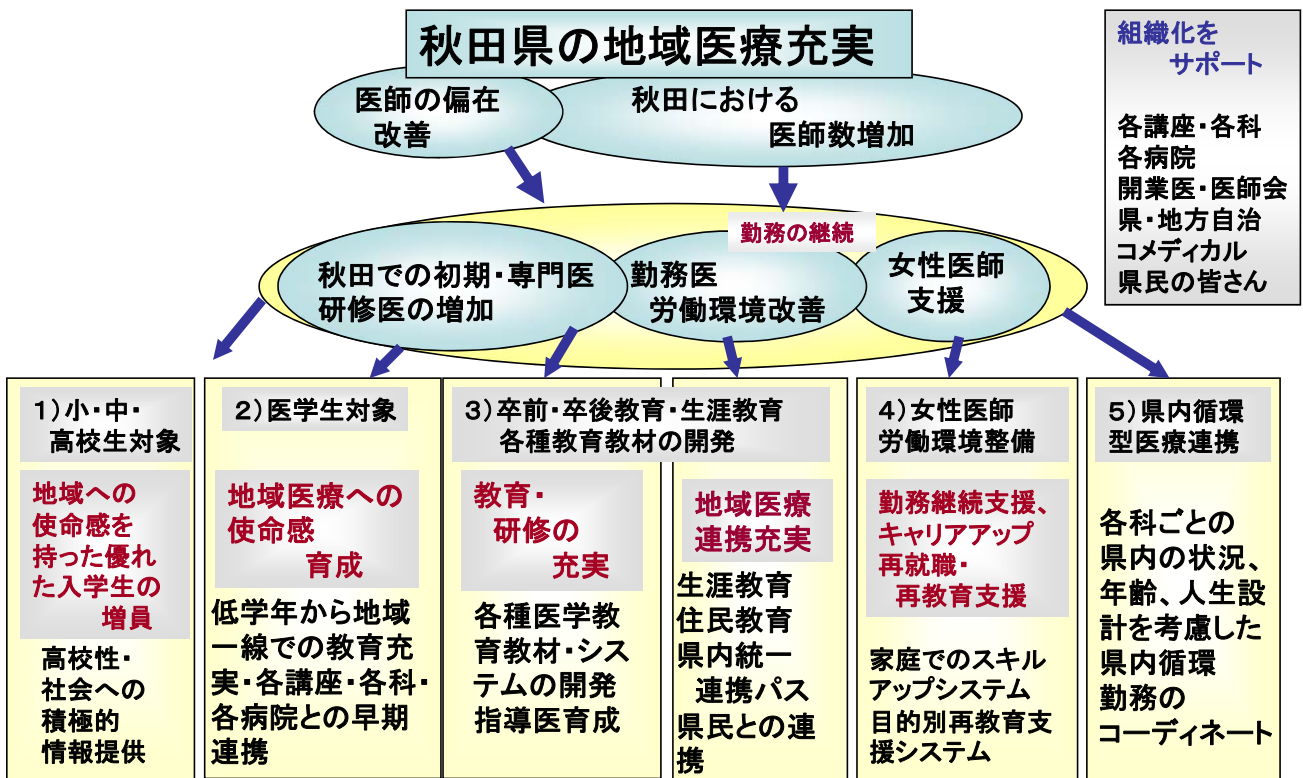 秋田県の地域医療充実
医師の偏在
改善
秋田における
医師数増加
組織化を
サポート
各講座・各科
各病院
開業医・医師会
県・地方自治
コメディカル
県民の皆さん
勤務の継続
秋田での初期・専門医
研修医の増加
勤務医
労働環境改善
女性医師
支援
1)小・中・
高校生対象
地域への
使命感を
持った優れ
た入学生の
増員
高校性・
社会への
積極的
情報提供
2)医学生対象
地域医療への
使命感
育成
低学年から地域
一線での教育充
実・各講座・各科・
各病院との早期
連携
3)卒前・卒後教育・生涯教育
各種教育教材の開発
教育・
研修の
充実
各種医学教
育教材・シス
テムの開発
指導医育成
地域医療
連携充実
生涯教育
住民教育
県内統一
連携パス
県民との連
携
4)女性医師
労働環境整備
勤務継続支援、
キャリアアップ
再就職・
再教育支援
家庭でのスキル
アップシステム
目的別再教育支
援システム
5)県内循環
型医療連携
各科ごとの
県内の状況、
年齢、人生設
計を考慮した
県内循環
勤務の
コーディネート